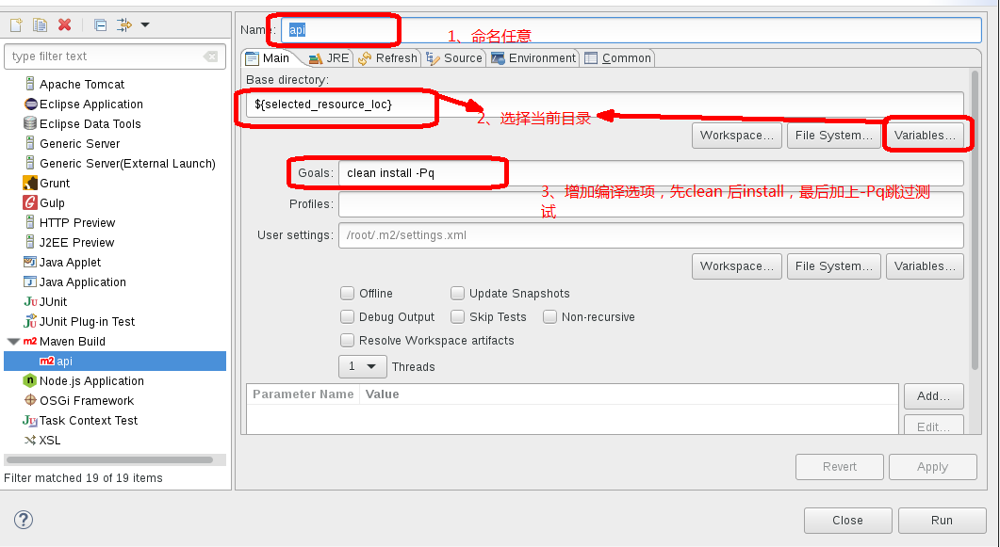 Name: api
1、命名任意
type filter text
Main JRE Refresh Source Environment Common
Apache Tomcat
Eclipse Application
Eclipse Data Tools
Generic Server
Generic Server(External Launch)
Grunt
Gulp
HTTP Preview
J2EE Preview
Java Applet
Java Application
JUnit
JUnit Plug-in Test
Maven Build
api
Node.js Application
OSGi Framework
Task Context Test
XSL
Filter matched 19 of 19 items
Base directory:
${selected_resource_loc}
2、选择当前目录
Workspace... File System... Variables...
Goals: clean install -Pq
3、增加编译选项，先clean 后install，最后加上-Pq跳过测
试
Profiles:
User settings: /root/.m2/settings.xml
Workspace... File System... Variables...
Offline Update Snapshots
Debug Output Skip Tests Non-recursive
Resolve Workspace artifacts
1 Threads
Parameter Name Value
Add...
Edit...
Revert Apply
Close Run